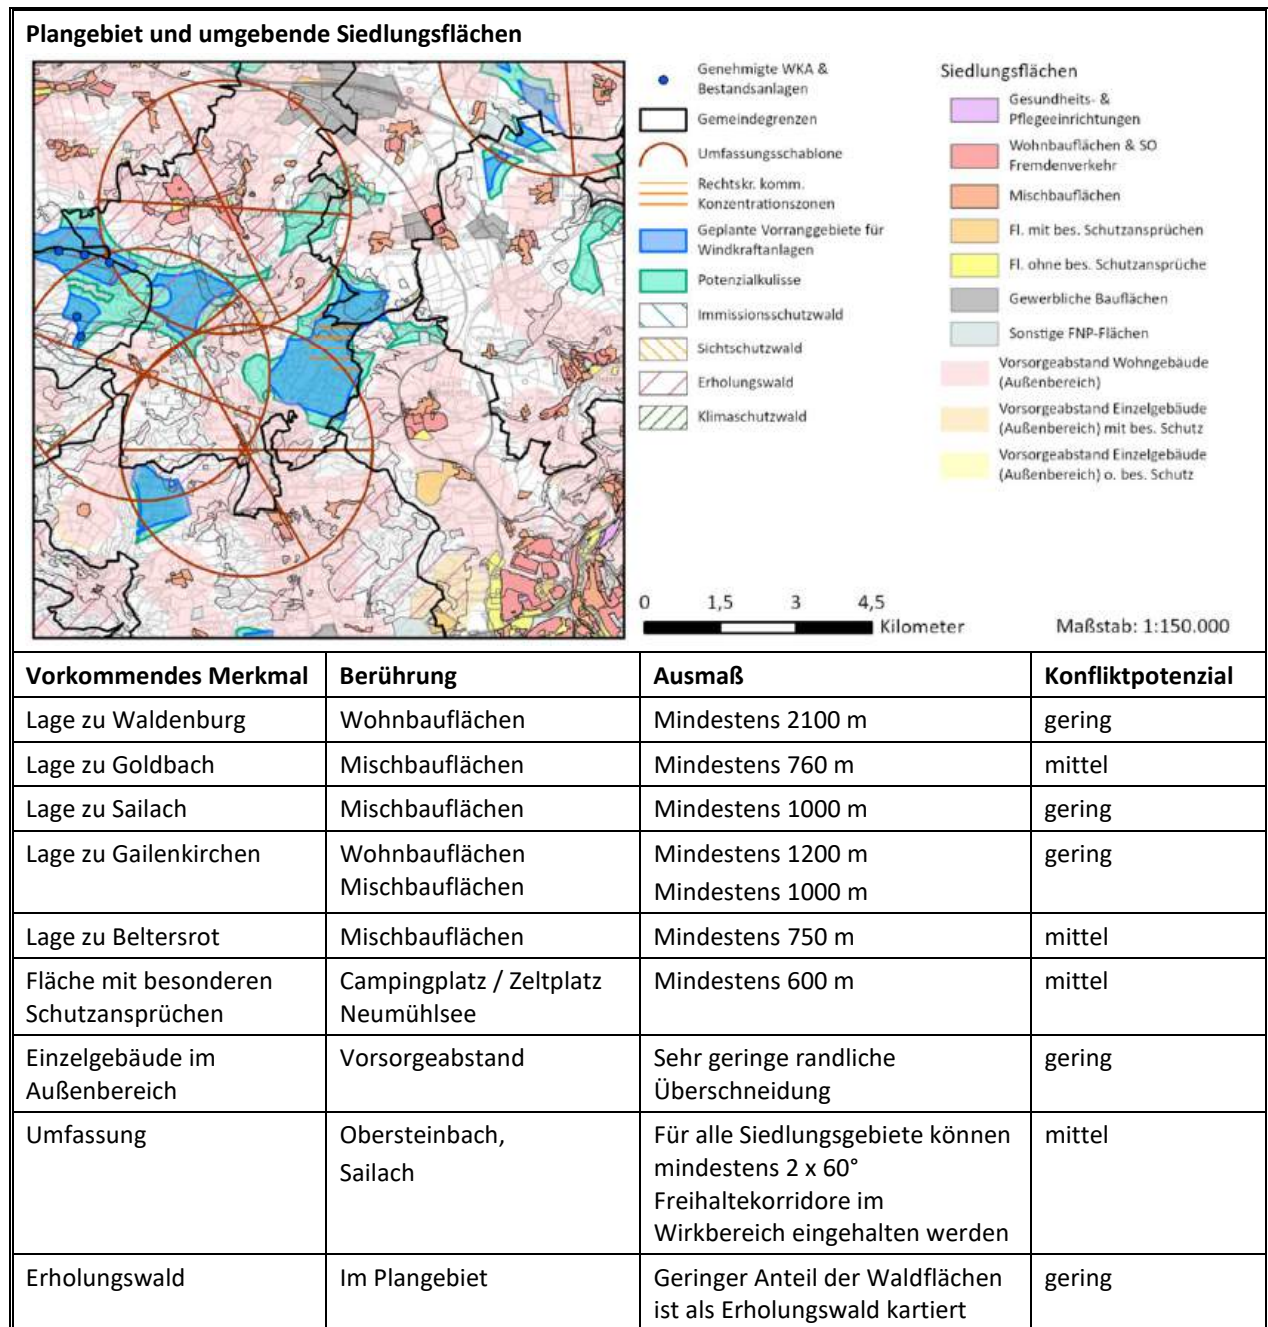 Plangebiet und umgebende Siedlungsflächen
Genehmigte WKA &
Bestandsanlagen
Gemeindegrenzen
Umfassungsschablone
Rechtskr. komm.
Konzentrationszonen
Geplante Vorranggebiete für
Windkraftanlagen
Potenzialkulisse
Immissionsschutzwald
Sichtschutzwald
Erholungswald
Klimaschutzwald
Siedlungsflächen
Gesundheits- &
Pflegeeinrichtungen
Wohnbauflächen & SO
Fremdenverkehr
Mischbauflächen
Fl. mit bes. Schutzansprüchen
Fl. ohne bes. Schutzansprüche
Gewerbliche Bauflächen
Sonstige FNP-Flächen
Vorsorgeabstand Wohngebäude
(Außenbereich)
Vorsorgeabstand Einzelgebäude
(Außenbereich) mit bes. Schutz
Vorsorgeabstand Einzelgebäude
(Außenbereich) o. bes. Schutz
0 1,5 3 4,5
Kilometer
Maßstab: 1:150.000
Vorkommendes Merkmal Berührung Ausmaß Konfliktpotenzial
Lage zu Waldenburg Wohnbauflächen Mindestens 2100 m gering
Lage zu Goldbach Mischbauflächen Mindestens 760 m mittel
Lage zu Sailach Mischbauflächen Mindestens 1000 m gering
Lage zu Gailenkirchen Wohnbauflächen Mindestens 1200 m gering
Mischbauflächen Mindestens 1000 m
Lage zu Beltersrot Mischbauflächen Mindestens 750 m mittel
Fläche mit besonderen Campingplatz / Zeltplatz Mindestens 600 m mittel
Schutzansprüchen Neumühlsee
Einzelgebäude im Vorsorgeabstand Sehr geringe randliche gering
Außenbereich Überschneidung
Umfassung Obersteinbach, Für alle Siedlungsgebiete können mittel
Sailach mindestens 2 x 60°
Freihaltekorridore im
Wirkbereich eingehalten werden
Erholungswald Im Plangebiet Geringer Anteil der Waldflächen gering
ist als Erholungswald kartiert